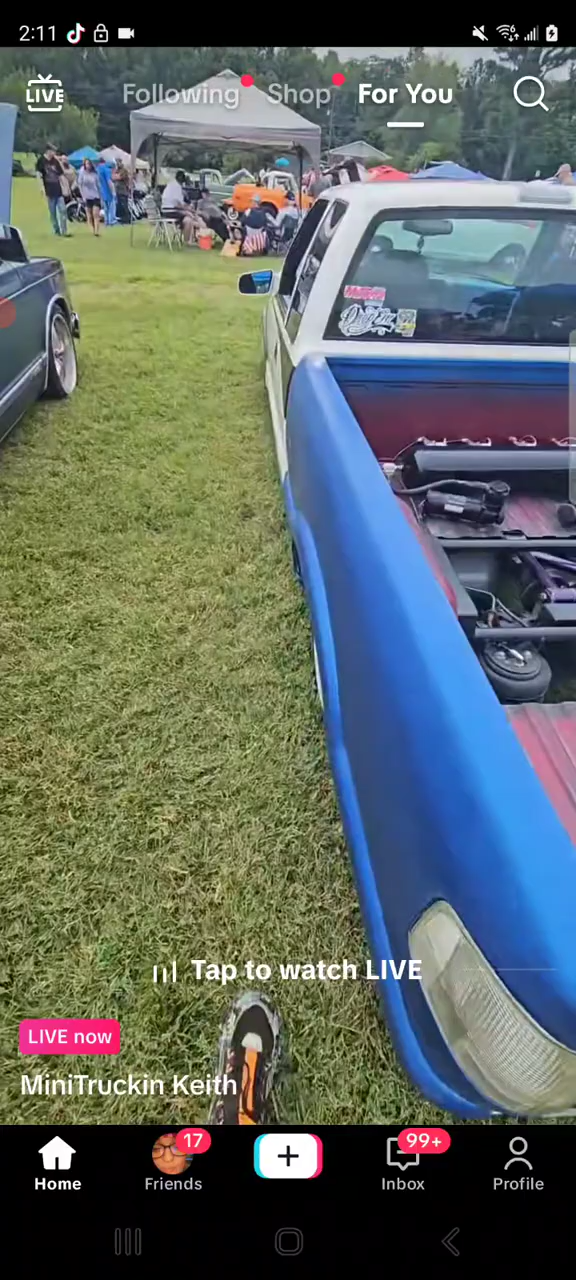 2:11
LIVE
Following Shop For You
Tap to watch LIVE
LIVE now
MiniTruckin Keith
17
99+
Home Friends Inbox Profile